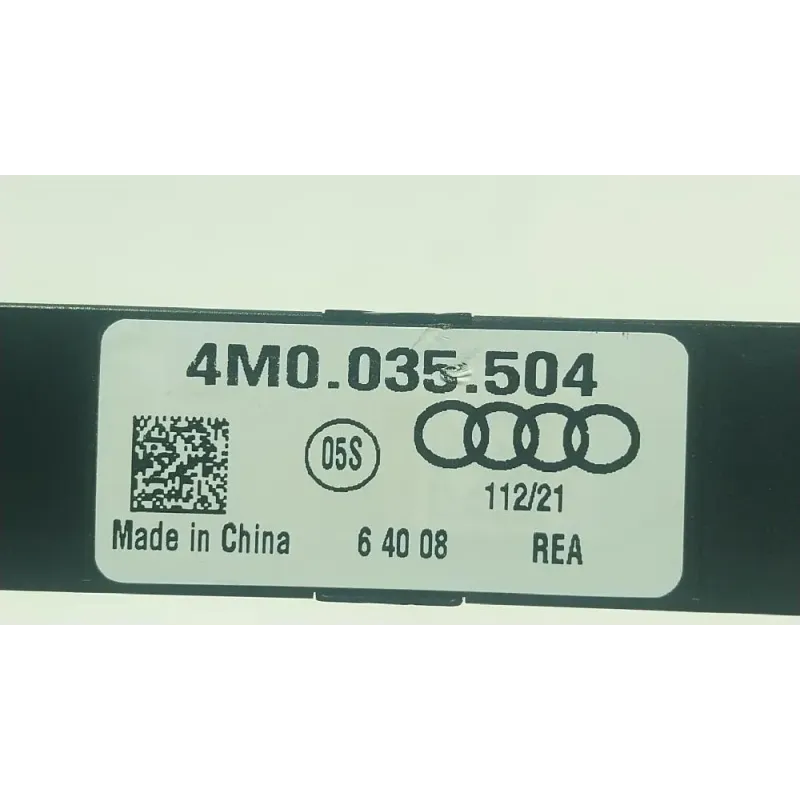 4M0.035.504
05S
112/21
Made in China 6 40 08 REA